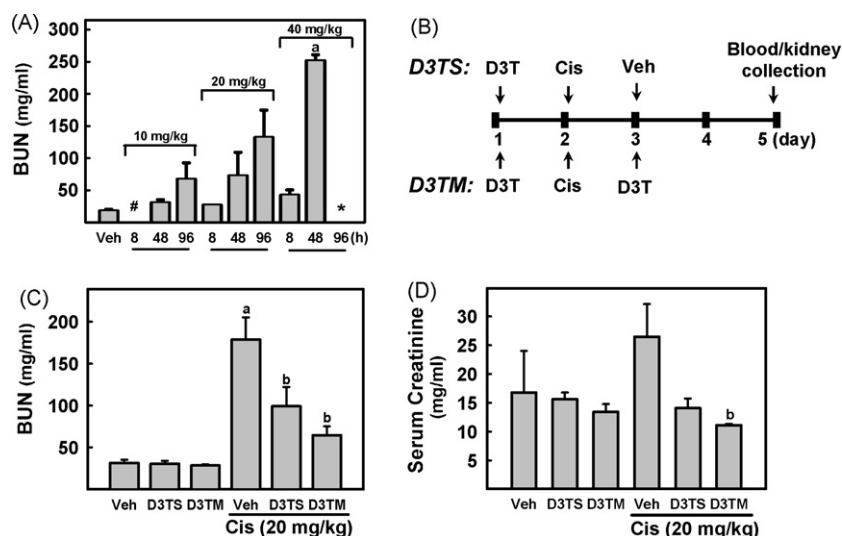 (A)
BUN (mg/ml)
300
250
200
150
100
50
10 mg/kg
20 mg/kg
40 mg/kg
#
a
*
Veh 8 48 96 8 48 96 8 48 96 (h)
(B)
Blood/kidney
collection
D3TS: D3T Cis Veh
1 2 3 4 5 (day)
D3TM: D3T Cis D3T
(C)
BUN (mg/ml)
200
150
100
50
a
b
b
Veh D3TS D3TM Veh D3TS D3TM
Cis (20 mg/kg)
(D)
Serum Creatinine
(mg/ml)
30
25
20
15
10
5
b
Veh D3TS D3TM Veh D3TS D3TM
Cis (20 mg/kg)